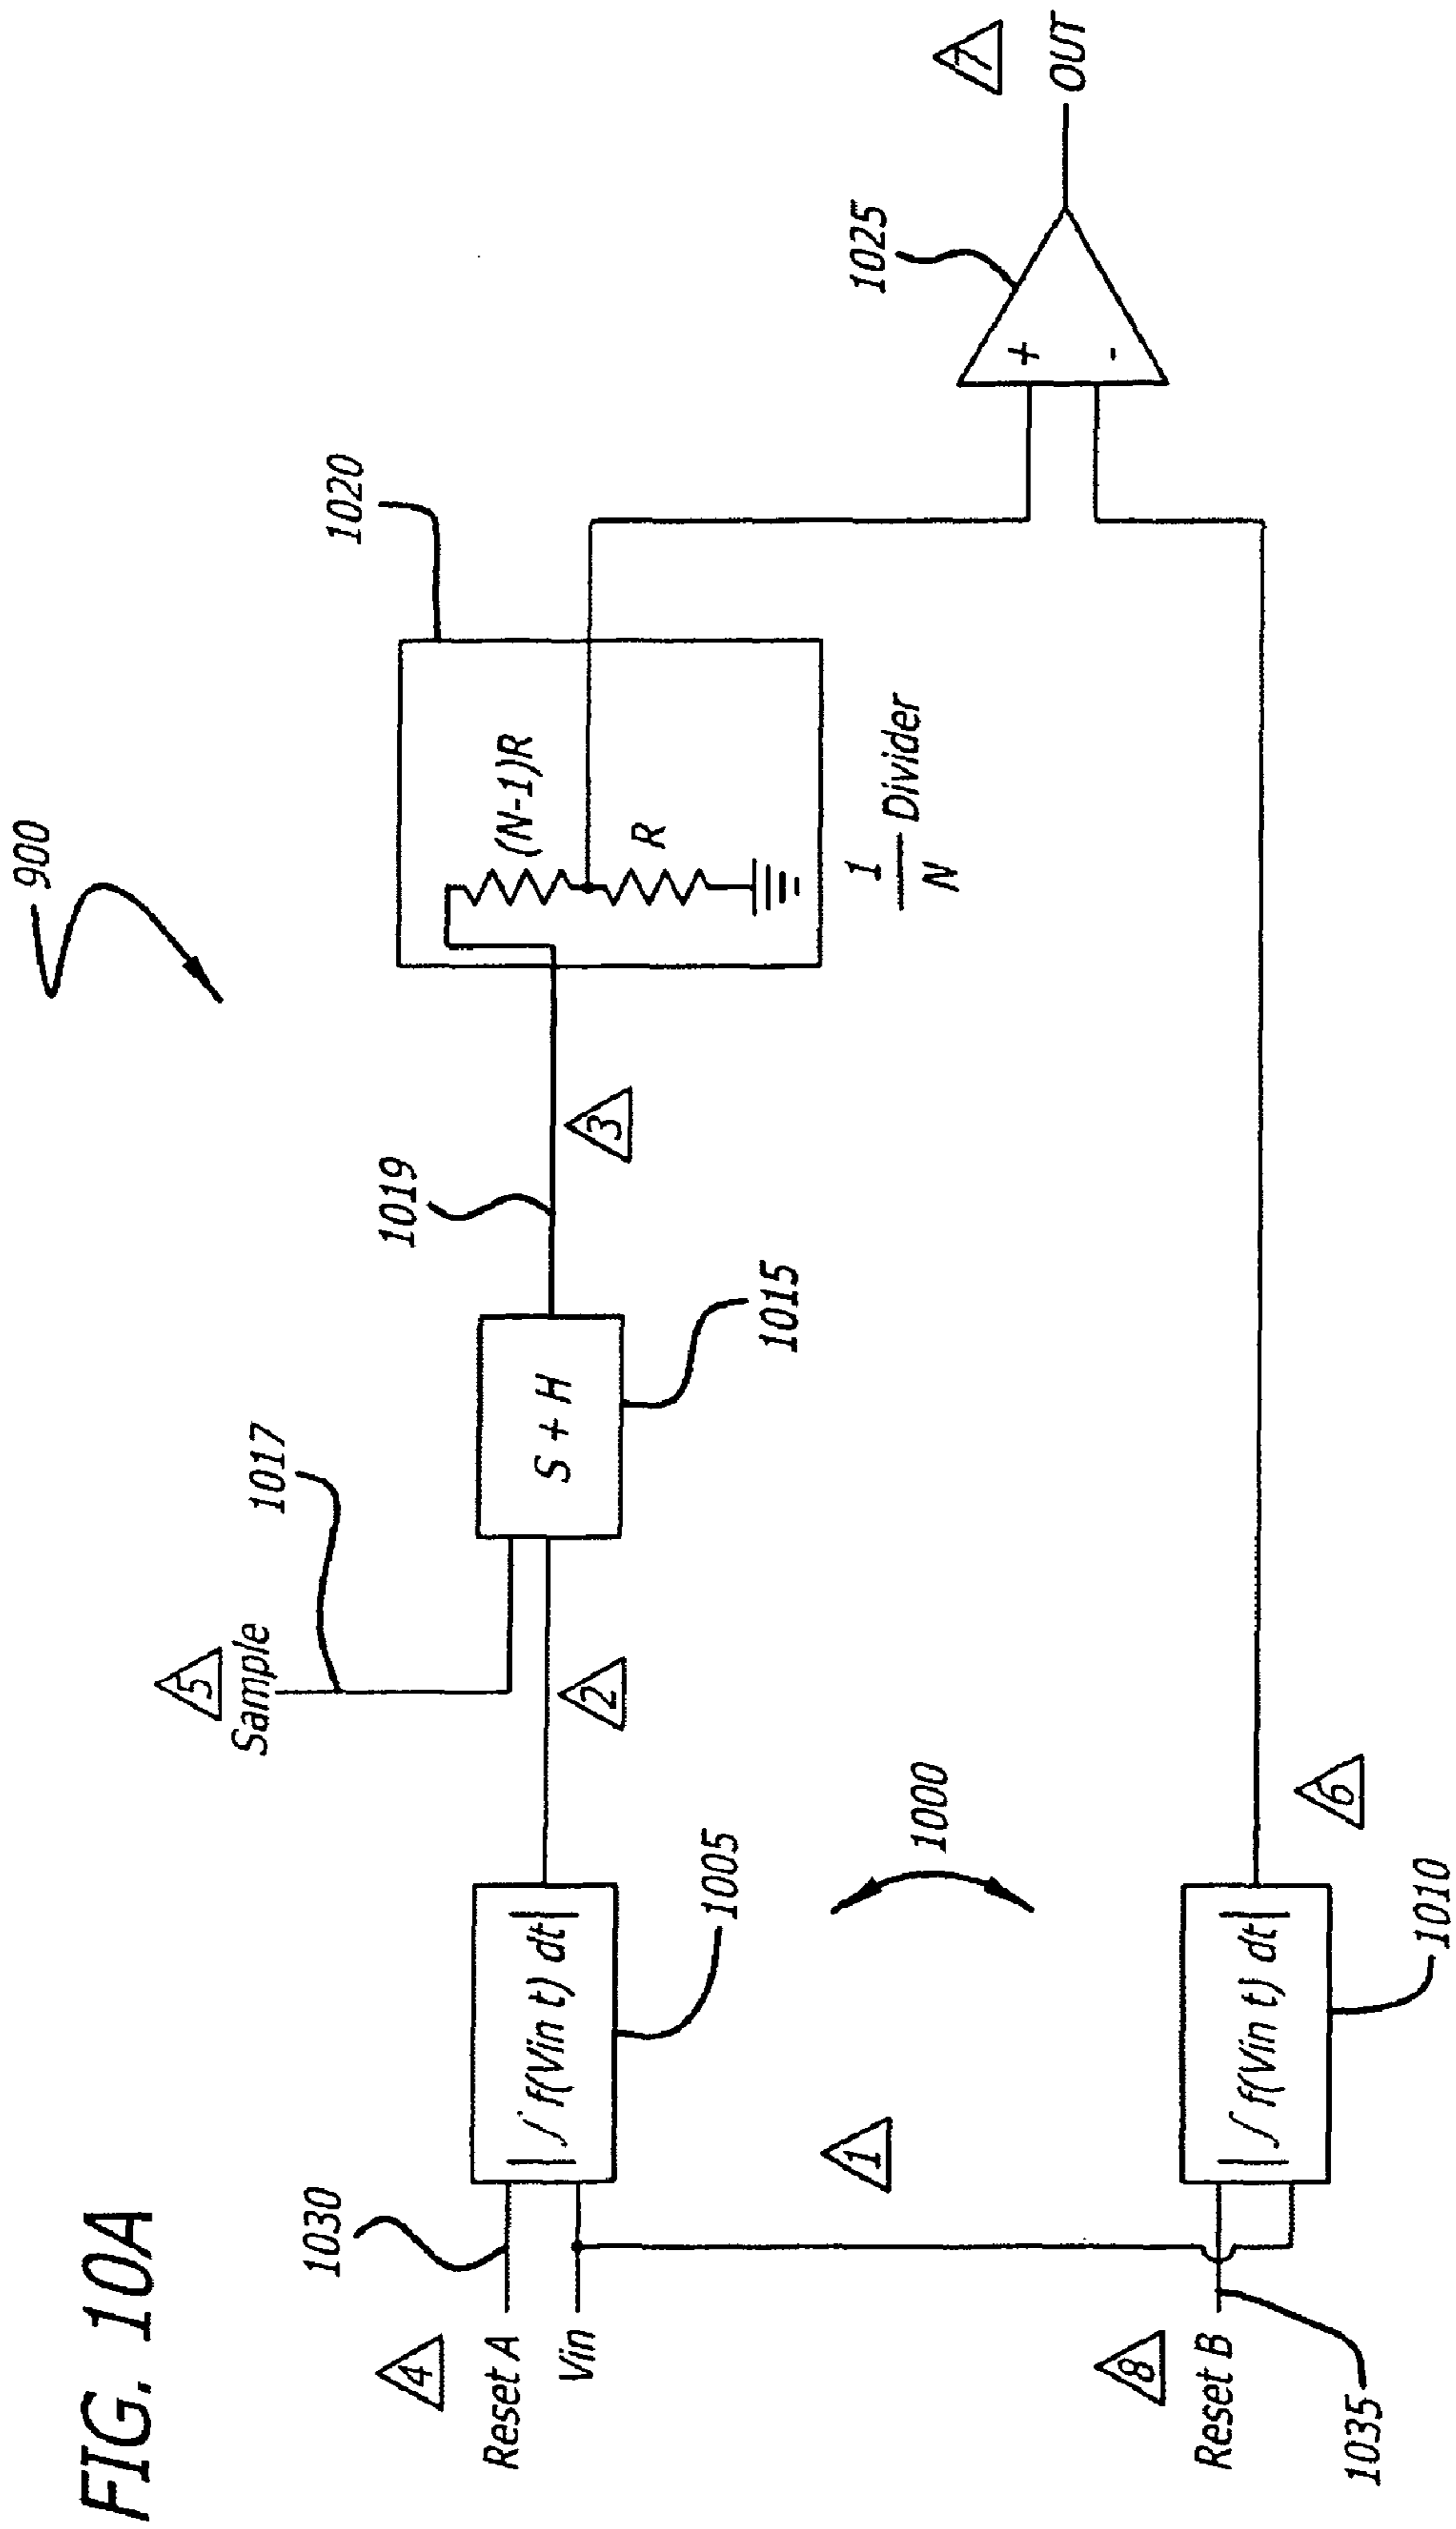 FIG. 10A
900
1030
4
Reset A
Vin
| ∫ f(Vin t) dt |
1005
2
5
Sample
1017
S + H
1015
1019
3
1020
(N-1)R
R
1
N
Divider
1025
+
-
7
OUT
1
1000
8
Reset B
1035
| ∫ f(Vin t) dt |
1010
6